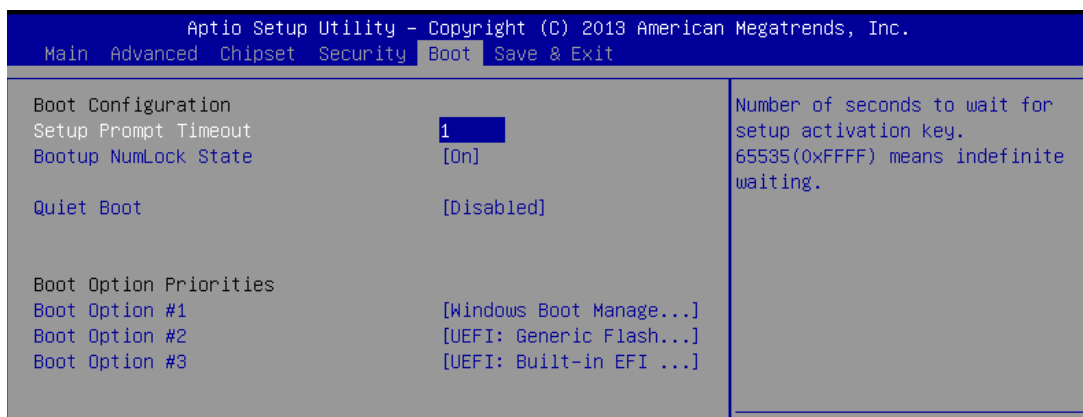 Aptio Setup Utility – Copyright (C) 2013 American Megatrends, Inc.
Main Advanced Chipset Security Boot Save & Exit
Boot Configuration
Setup Prompt Timeout 1
Bootup NumLock State [On]
Quiet Boot [Disabled]
Boot Option Priorities
Boot Option #1 [Windows Boot Manage...]
Boot Option #2 [UEFI: Generic Flash...]
Boot Option #3 [UEFI: Built-in EFI ...]
Number of seconds to wait for
setup activation key.
65535(0xFFFF) means indefinite
waiting.